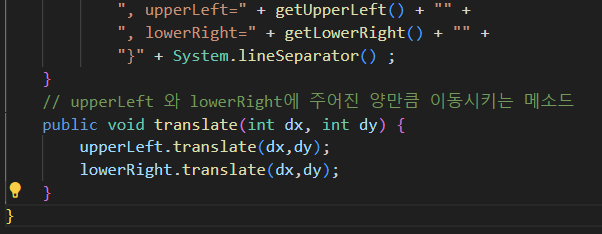 ", upperLeft=" + getUpperLeft() + "" +
", lowerRight=" + getLowerRight() + "" +
"}" + System.lineSeparator() ;
}
// upperLeft 와 lowerRight에 주어진 양만큼 이동시키는 메소드
public void translate(int dx, int dy) {
upperLeft.translate(dx,dy);
lowerRight.translate(dx,dy);
}
}